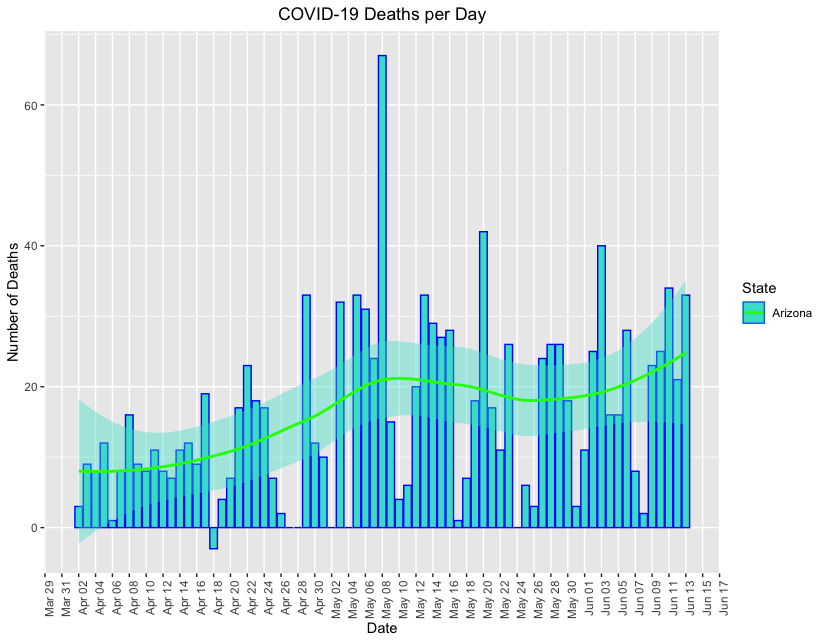 COVID-19 Deaths per Day
Number of Deaths
60
40
20
0
Mar 29
Mar 31
Apr 02
Apr 04
Apr 06
Apr 08
Apr 10
Apr 12
Apr 14
Apr 16
Apr 18
Apr 20
Apr 22
Apr 24
Apr 26
Apr 28
Apr 30
May 02
May 04
May 06
May 08
May 10
May 12
May 14
May 16
May 18
May 20
May 22
May 24
May 26
May 28
May 30
Jun 01
Jun 03
Jun 05
Jun 07
Jun 09
Jun 11
Jun 13
Jun 15
Jun 17
Date
State
Arizona